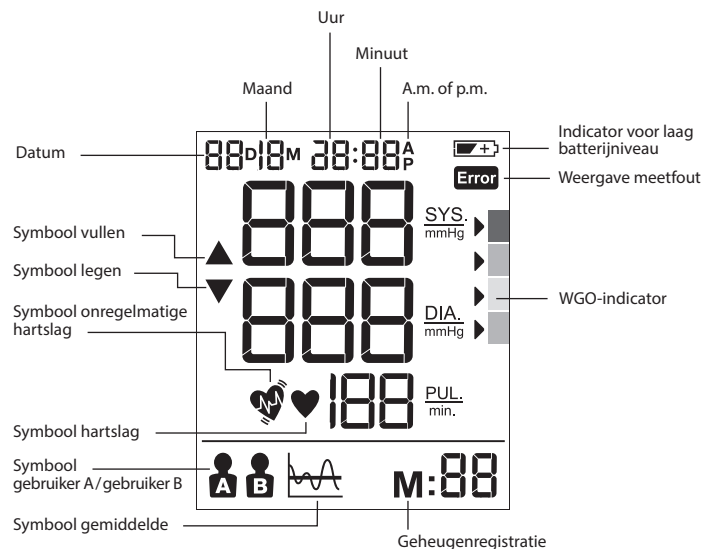 Uur
Minuut
Maand
A.m. of p.m.
Datum
88D18M 28:88 A
P
Indicator voor laag
batterijniveau
Error
Weergave meetfout
888
SYS.
mmHg
Symbool vullen
Symbool legen
WGO-indicator
888
DIA.
mmHg
Symbool onregelmatige
hartslag
188
PUL.
min.
Symbool hartslag
Symbool
gebruiker A/gebruiker B
A B
M:88
Symbool gemiddelde
Geheugenregistratie